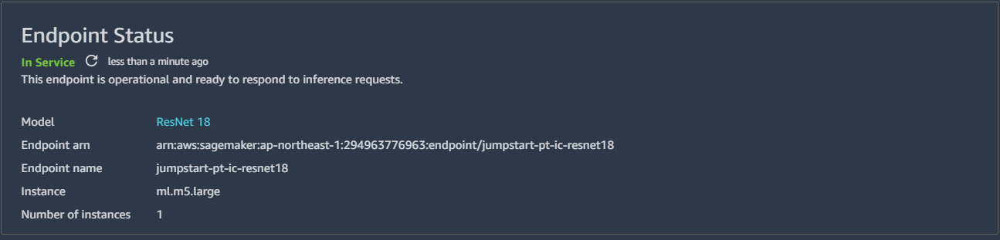 Endpoint Status
In Service less than a minute ago
This endpoint is operational and ready to respond to inference requests.
Model ResNet 18
Endpoint arn arn:aws:sagemaker:ap-northeast-1:294963776963:endpoint/jumpstart-pt-ic-resnet18
Endpoint name jumpstart-pt-ic-resnet18
Instance ml.m5.large
Number of instances 1